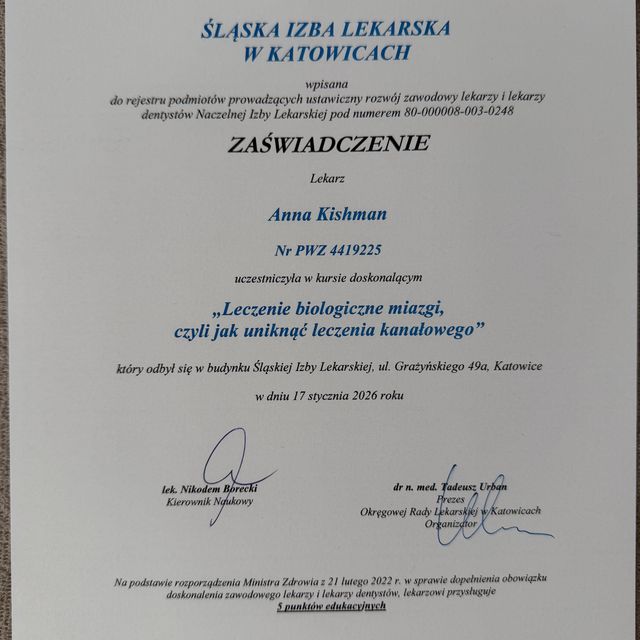 ŚLĄSKA IZBA LEKARSKA
W KATOWICACH
wpisana
do rejestru podmiotów prowadzących ustawiczny rozwój zawodowy lekarzy i lekarzy
dentystów Naczelnej Izby Lekarskiej pod numerem 80-000008-003-0248
ZAŚWIADCZENIE
Lekarz
Anna Kishman
Nr PWZ 4419225
uczestniczyła w kursie doskonalącym
„Leczenie biologiczne miazgi,
czyli jak uniknąć leczenia kanałowego”
który odbył się w budynku Śląskiej Izby Lekarskiej, ul. Grażyńskiego 49a, Katowice
w dniu 17 stycznia 2026 roku
lek. Nikodem Borecki
Kierownik Naukowy
dr n. med. Tadeusz Urban
Prezes
Okręgowej Rady Lekarskiej w Katowicach
Organizator
Na podstawie rozporządzenia Ministra Zdrowia z 21 lutego 2022 r. w sprawie dopełnienia obowiązku
doskonalenia zawodowego lekarzy i lekarzy dentystów, lekarzowi przysługuje
5 punktów edukacyjnych